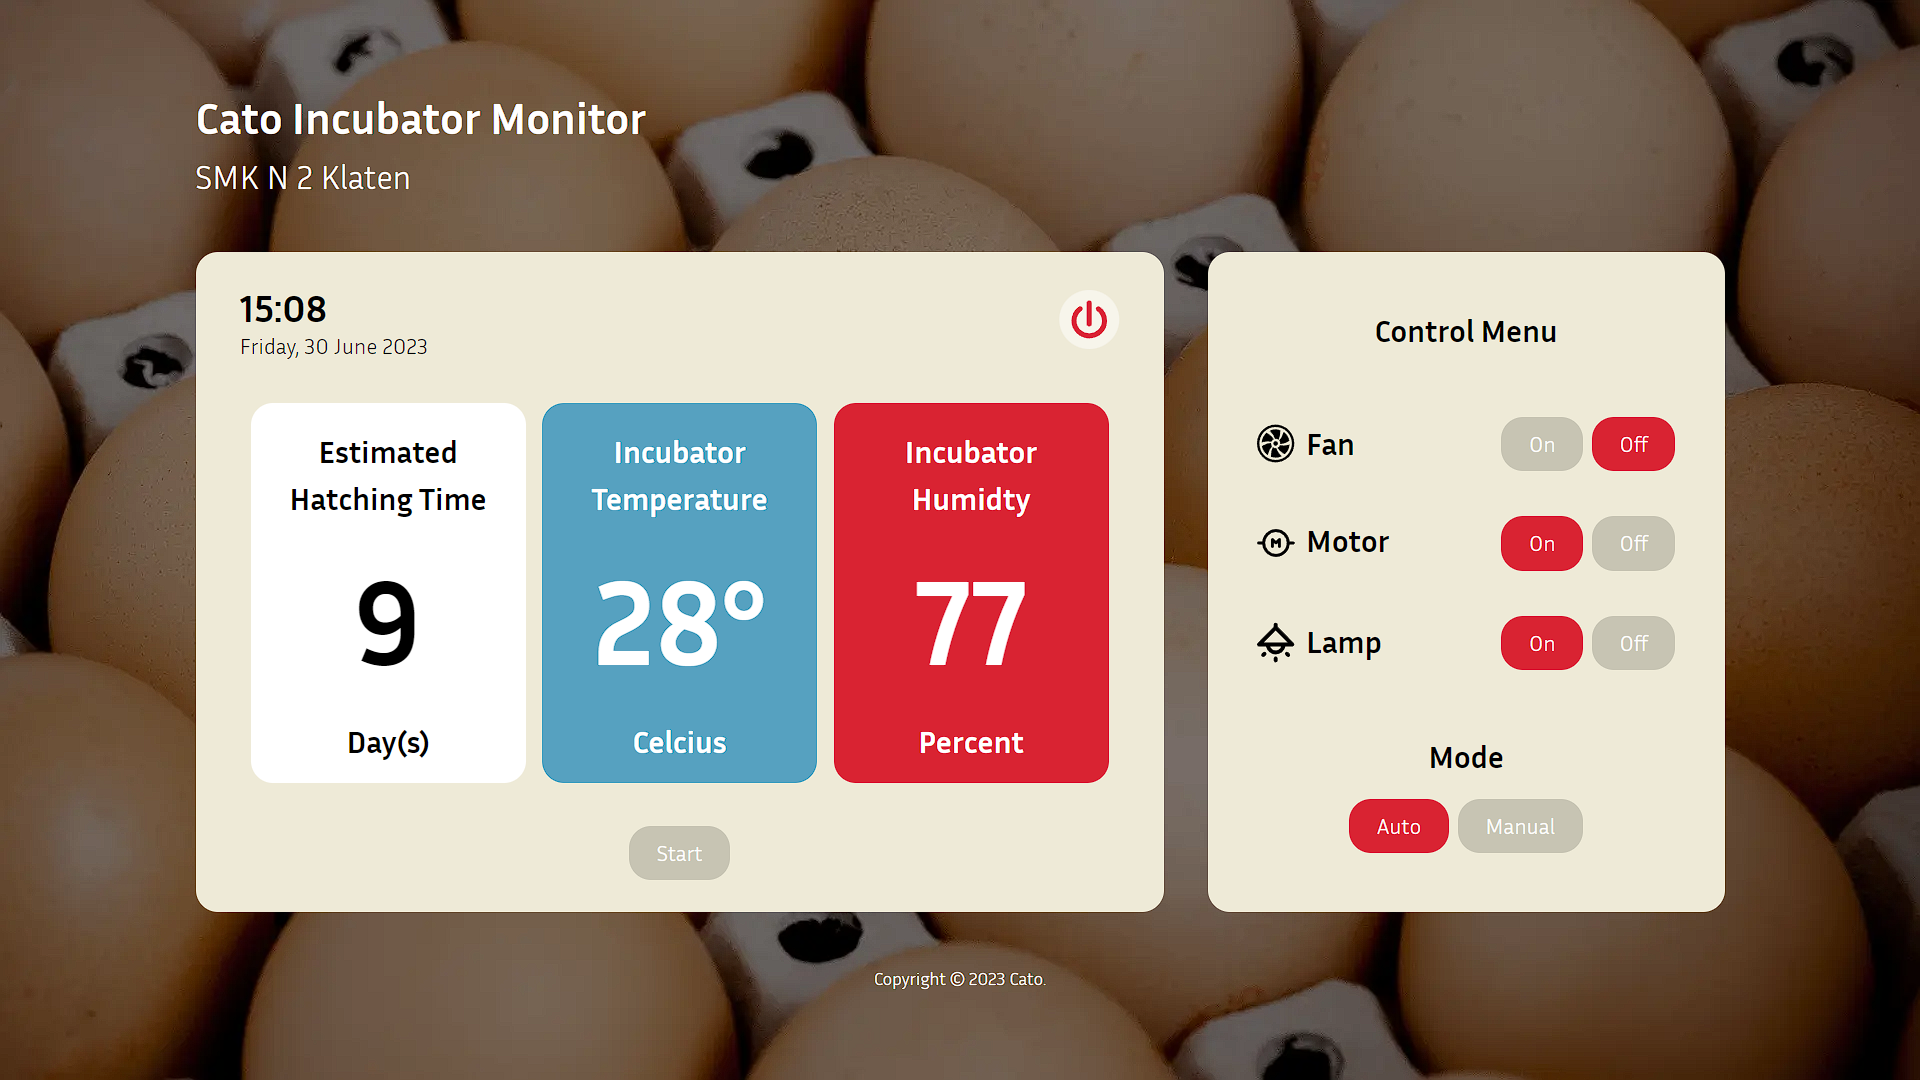 Cato Incubator Monitor
SMK N 2 Klaten
15:08
Friday, 30 June 2023
Estimated
Hatching Time
9
Day(s)
Incubator
Temperature
28°
Celcius
Incubator
Humidty
77
Percent
Start
Control Menu
Fan
On
Off
M
Motor
On
Off
Lamp
On
Off
Mode
Auto
Manual
Copyright © 2023 Cato.